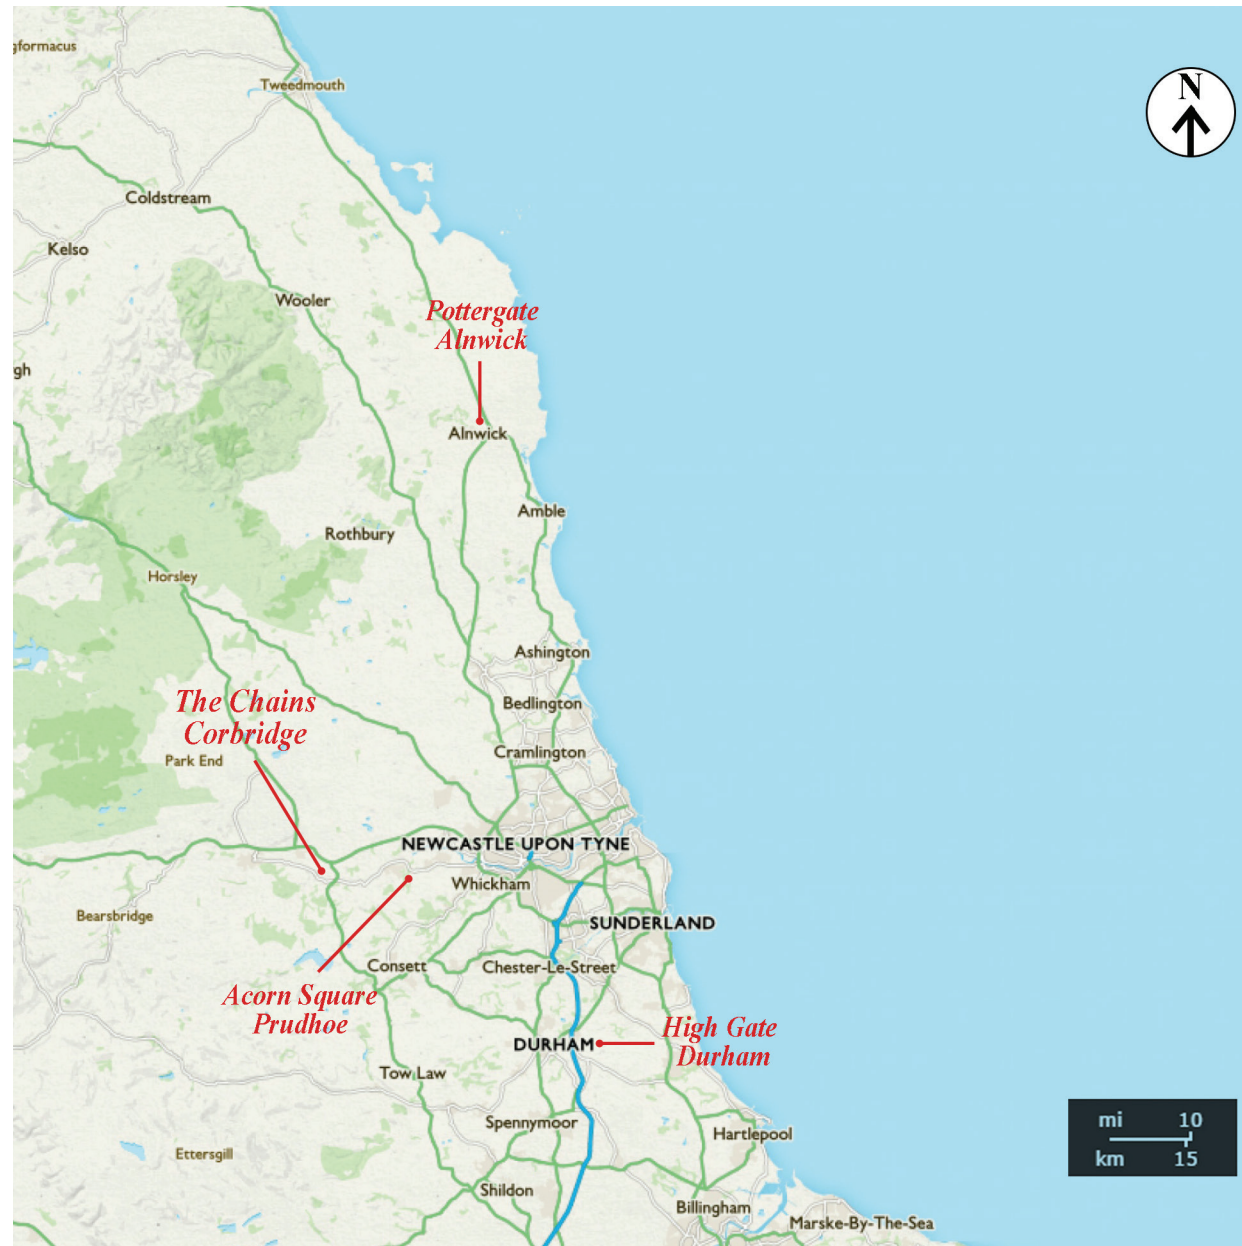 gformacus
Tweedmouth
N
Coldstream
Kelso
Wooler
Pottergate
Alnwick
gh
Alnwick
Amble
Rothbury
Horsley
Ashington
The Chains
Corbridge
Bedlington
Cramlington
Park End
NEWCASTLE UPON TYNE
Whickham
Bearsbridge
SUNDERLAND
Consett
Chester-Le-Street
Acorn Square
Prudhoe
High Gate
Durham
DURHAM
Tow Law
Spennymoor
Hartlepool
mi 10
km 15
Ettersgill
Shildon
Billingham
Marske-By-The-Sea